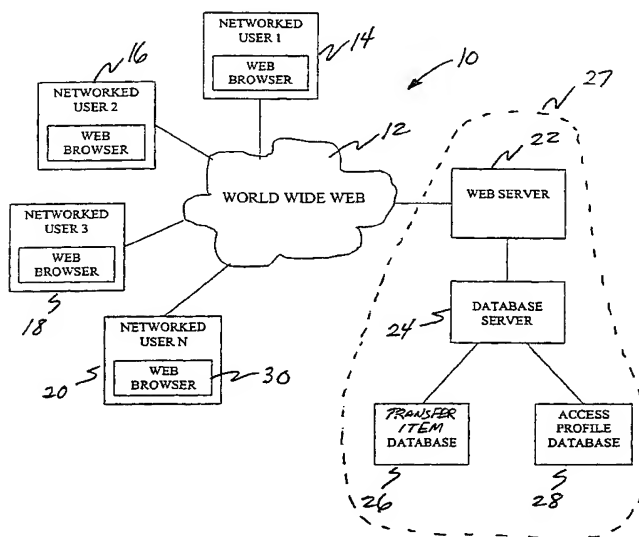 NETWORKED
USER 1
WEB
BROWSER
14
16
NETWORKED
USER 2
WEB
BROWSER
10
27
12
22
WORLD WIDE WEB
WEB SERVER
NETWORKED
USER 3
WEB
BROWSER
18
24
DATABASE
SERVER
NETWORKED
USER N
WEB
BROWSER
20
30
TRANSFER
ITEM
DATABASE
26
ACCESS
PROFILE
DATABASE
28